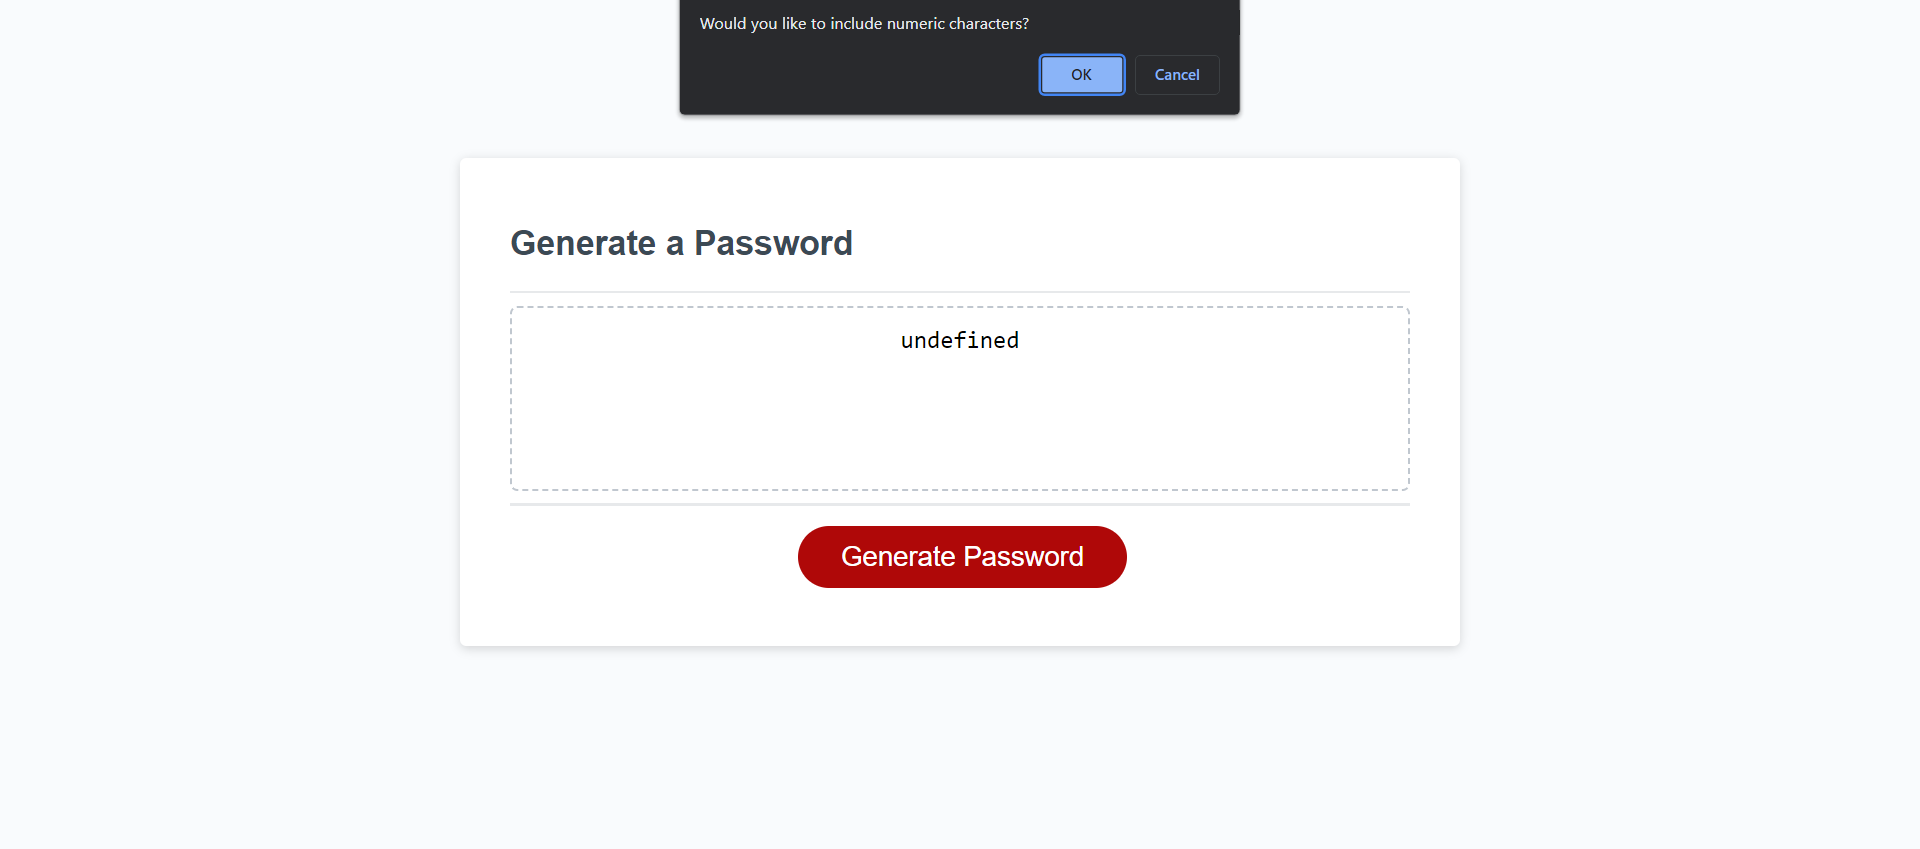 Would you like to include numeric characters?
OK
Cancel
Generate a Password
undefined
Generate Password